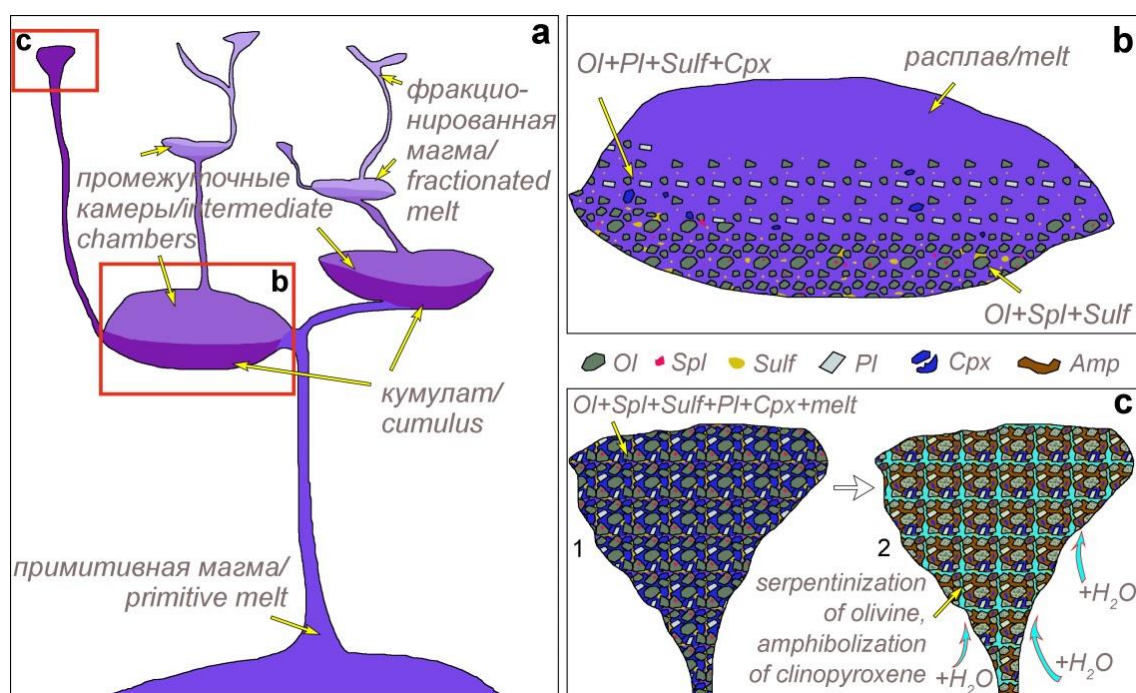 c
a
фракцио-
нированная
магма/
fractionated
melt
промежуточные
камеры/intermediate
chambers
b
кумулат/
cumulus
примитивная магма/
primitive melt
b
Ol+Pl+Sulf+Cpx
расплав/melt
Ol+Spl+Sulf
Ol Spl Sulf Pl Cpx Amp
Ol+Spl+Sulf+Pl+Cpx+melt
c
1
2
serpentinization
of olivine,
amphibolization
of clinopyroxene
+H₂O
+H₂O
+H₂O